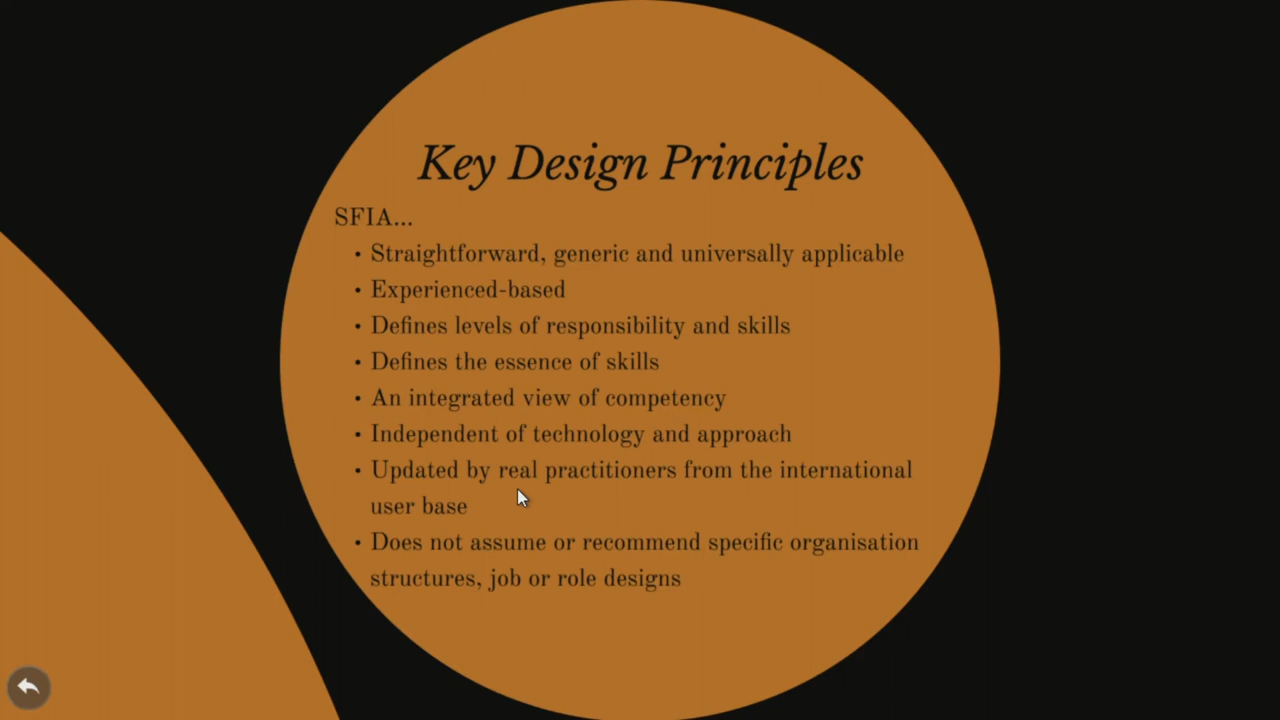 Key Design Principles
SFIA...
• Straightforward, generic and universally applicable
• Experienced-based
• Defines levels of responsibility and skills
• Defines the essence of skills
• An integrated view of competency
• Independent of technology and approach
• Updated by real practitioners from the international
user base
• Does not assume or recommend specific organisation
structures, job or role designs